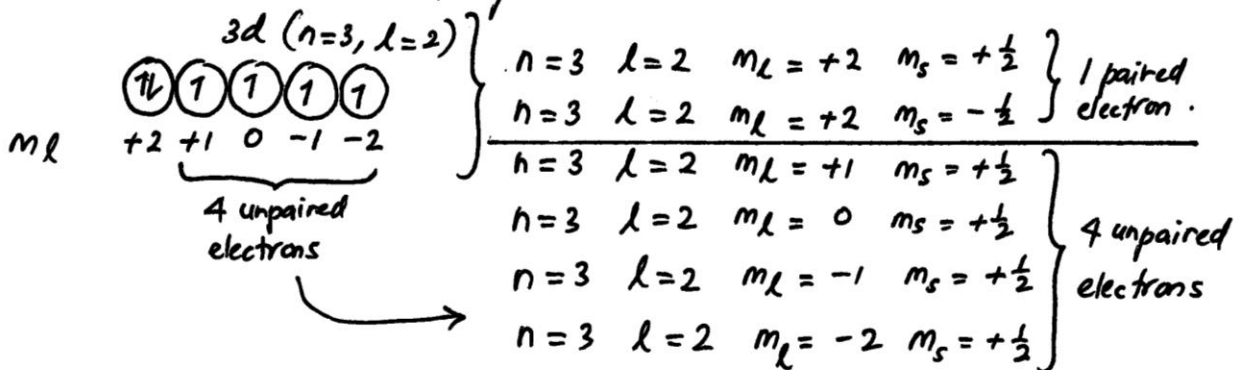 3d (n=3, l=2)
⇅ ↑ ↑ ↑ ↑
ml +2 +1 0 -1 -2
4 unpaired
electrons
n=3 l=2 ml = +2 ms = +1/2
n=3 l=2 ml = +2 ms = -1/2
1 paired
electron.
n=3 l=2 ml = +1 ms = +1/2
n=3 l=2 ml = 0 ms = +1/2
n=3 l=2 ml = -1 ms = +1/2
n=3 l=2 ml = -2 ms = +1/2
4 unpaired
electrons